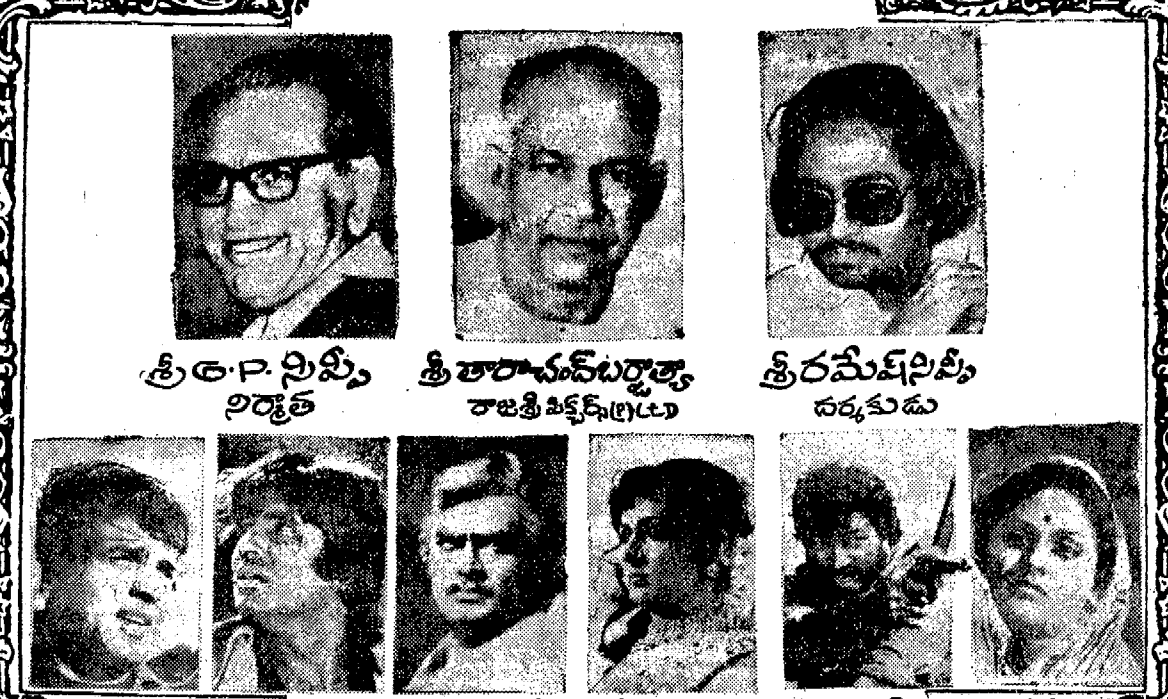 శ్రీ G.P. సిప్పీ
నిర్మాత
శ్రీ తారాచంద్ బర్జాత్యా
రాజశ్రీ పిక్చర్స్ (P) LTD
శ్రీ రమేష్ సిప్పీ
దర్శకుడు